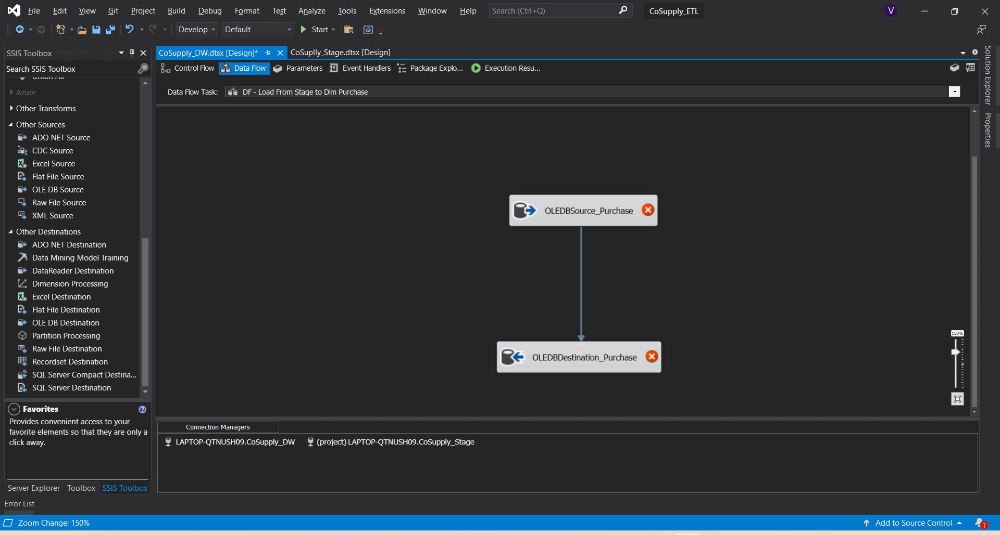 File Edit View Git Project Build Debug Format Test Analyze Tools Extensions Window Help Search (Ctrl+Q) CoSupply_ETL V
Develop Default Start
SSIS Toolbox
Search SSIS Toolbox
Union All
Azure
Other Transforms
Other Sources
ADO NET Source
CDC Source
Excel Source
Flat File Source
OLE DB Source
Raw File Source
XML Source
Other Destinations
ADO NET Destination
Data Mining Model Training
DataReader Destination
Dimension Processing
Excel Destination
Flat File Destination
OLE DB Destination
Partition Processing
Raw File Destination
Recordset Destination
SQL Server Compact Destina...
SQL Server Destination
Favorites
Provides convenient access to your
favorite elements so that they are only a
click away.
Server Explorer Toolbox SSIS Toolbox
CoSupply_DW.dtsx [Design]* CoSuplly_Stage.dtsx [Design]
Control Flow Data Flow Parameters Event Handlers Package Explo... Execution Resu...
Data Flow Task: DF - Load From Stage to Dim Purchase
OLEDBSource_Purchase
OLEDBDestination_Purchase
150%
Connection Managers
LAPTOP-QTNUSH09.CoSupply_DW (project) LAPTOP-QTNUSH09.CoSupply_Stage
Solution Explorer
Properties
Error List
Zoom Change: 150% Add to Source Control 1